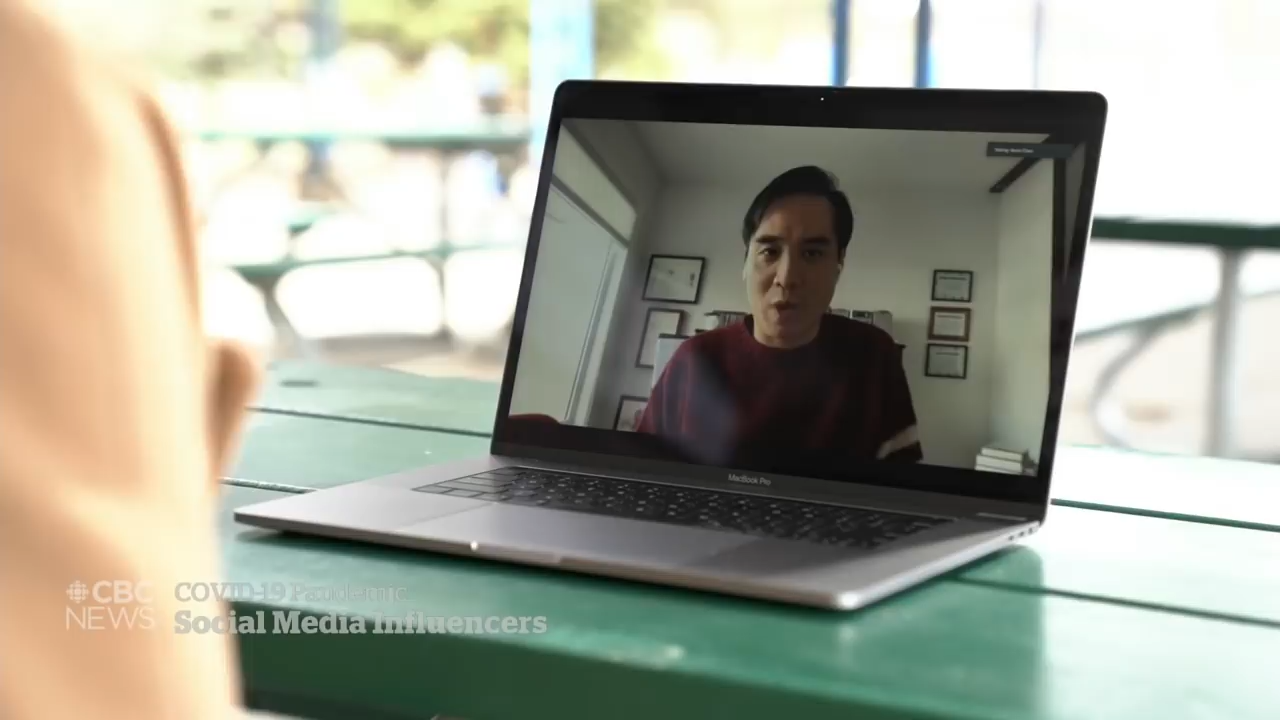 MacBook Pro
CBC
NEWS
COVID-19 Pandemic
Social Media Influencers